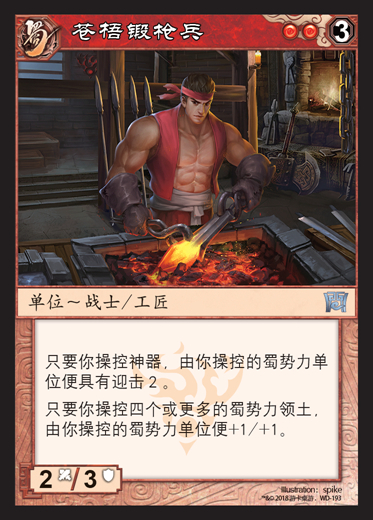 蜀 苍梧锻枪兵 3
单位～战士/工匠
只要你操控神器，由你操控的蜀势力单
位便具有迎击2。
只要你操控四个或更多的蜀势力领土，
由你操控的蜀势力单位便+1/+1。
2/3
Illustration: spike
™&© 2018 游卡桌游. WD-193